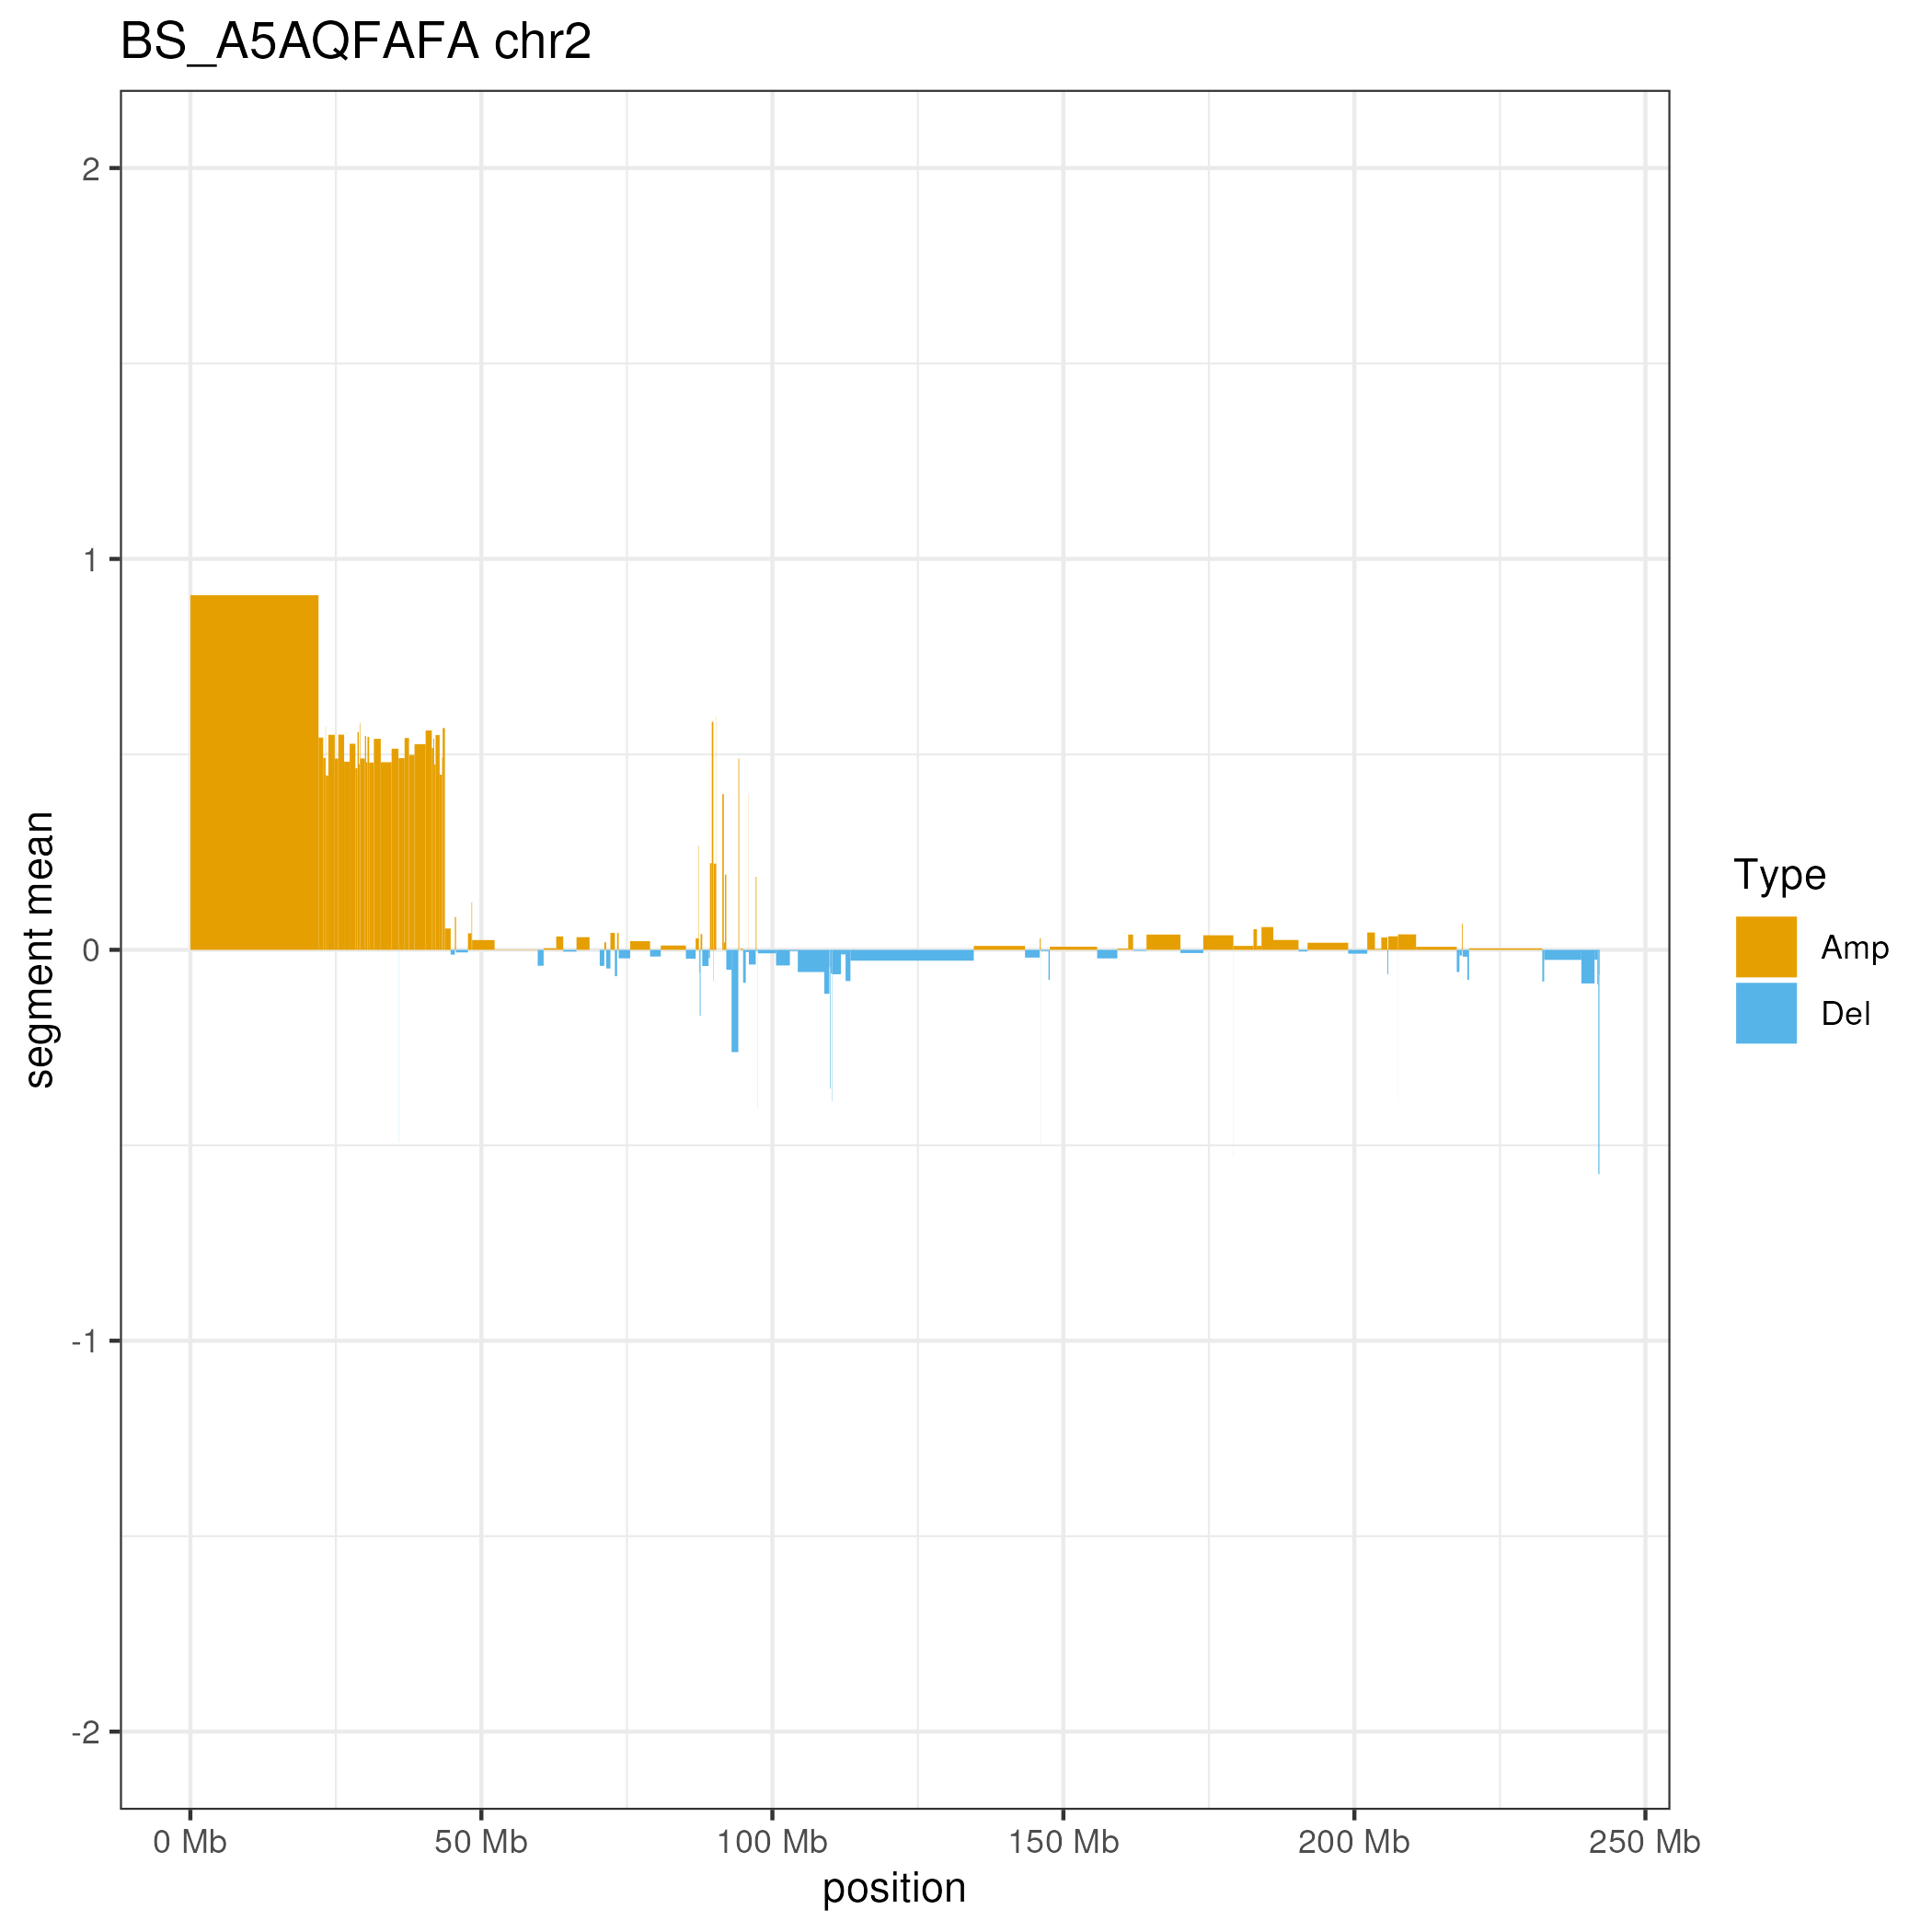 BS_A5AQFAFA chr2
2
1
0
-1
-2
segment mean
0 Mb
50 Mb
100 Mb
150 Mb
200 Mb
250 Mb
position
Type
Amp
Del